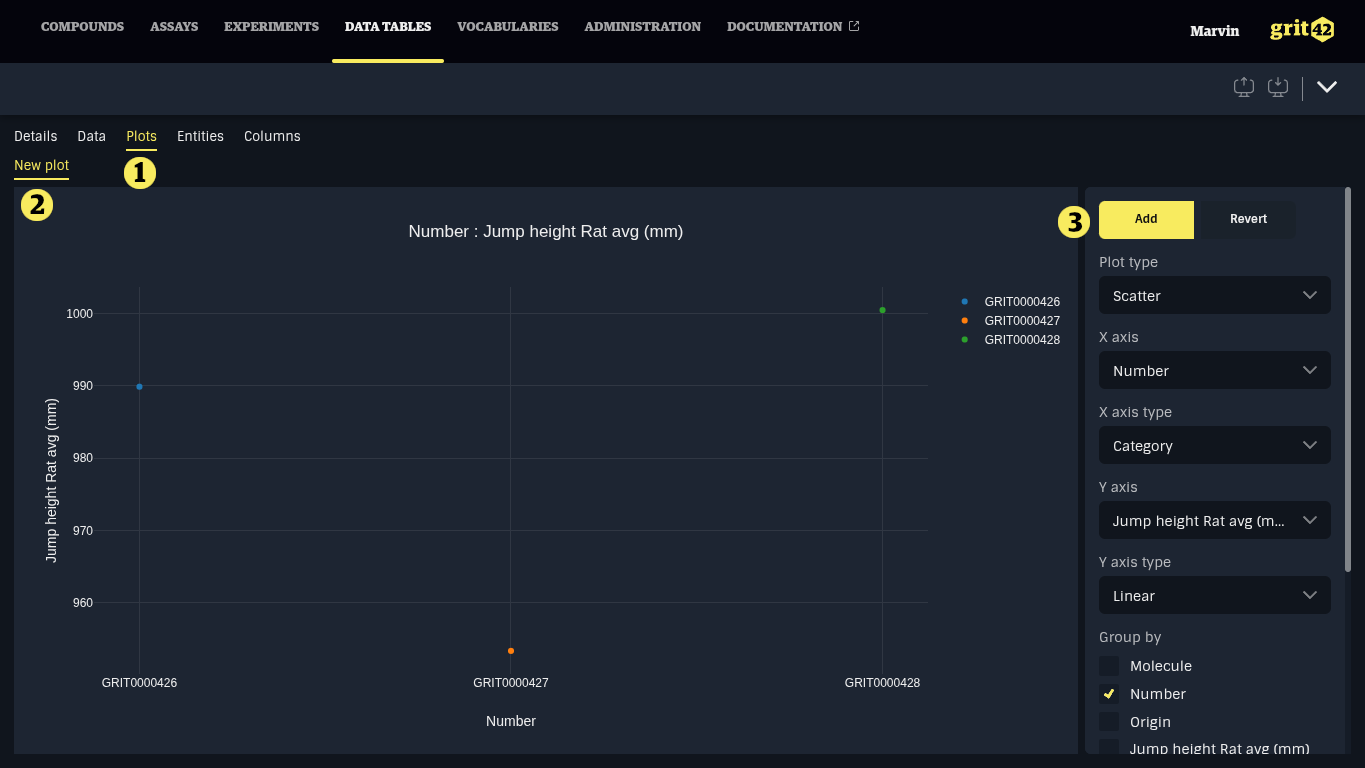 COMPOUNDS ASSAYS EXPERIMENTS DATA TABLES VOCABULARIES ADMINISTRATION DOCUMENTATION
Marvin grit42
Details Data Plots Entities Columns
New plot
1
2
3
Add Revert
Number : Jump height Rat avg (mm)
1000
990
980
970
960
Jump height Rat avg (mm)
GRIT0000426 GRIT0000427 GRIT0000428
Number
GRIT0000426
GRIT0000427
GRIT0000428
Plot type
Scatter
X axis
Number
X axis type
Category
Y axis
Jump height Rat avg (m...
Y axis type
Linear
Group by
Molecule
Number
Origin
Jump height Rat avg (mm)